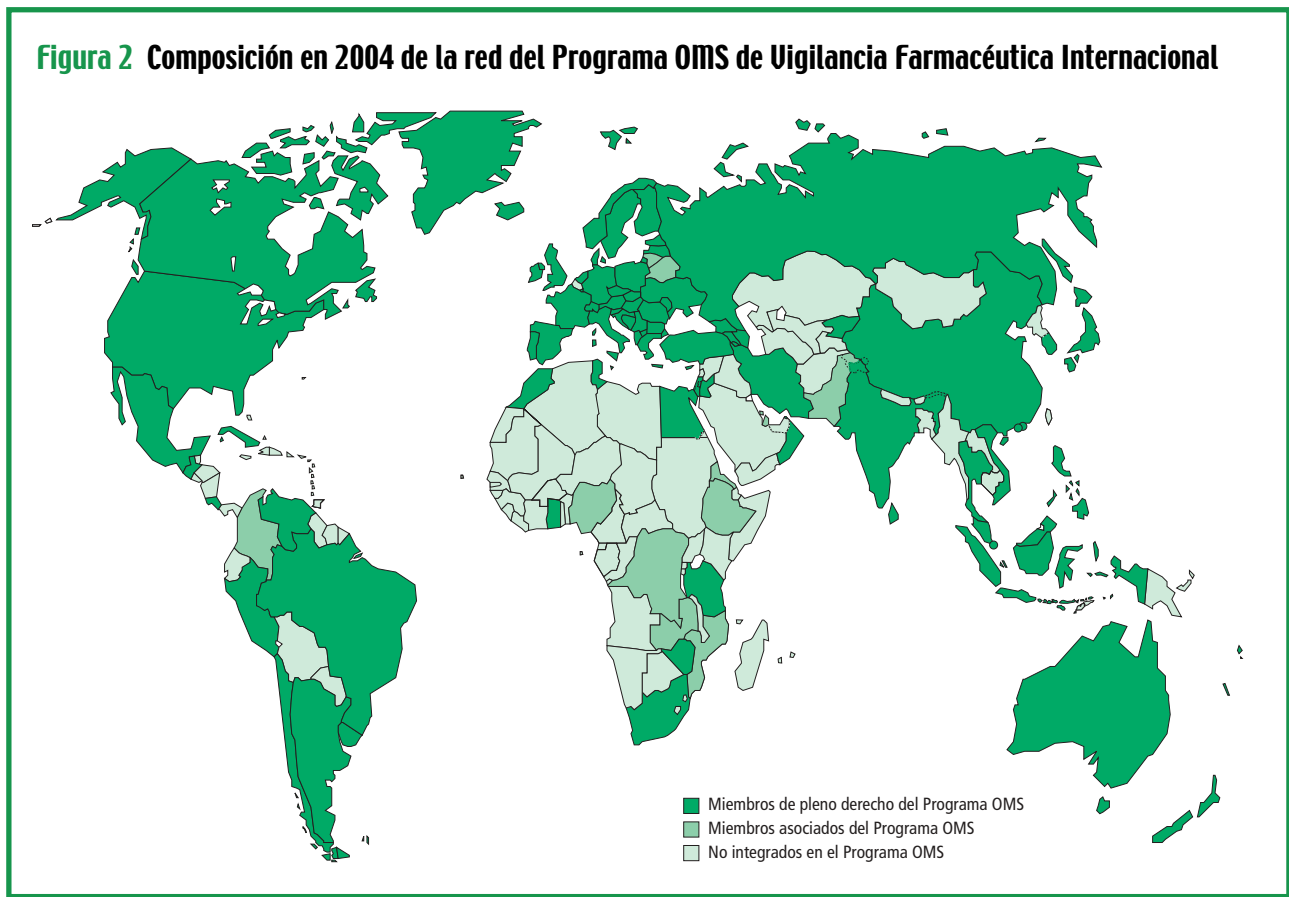 Figura 2 Composición en 2004 de la red del Programa OMS de Vigilancia Farmacéutica Internacional
Miembros de pleno derecho del Programa OMS
Miembros asociados del Programa OMS
No integrados en el Programa OMS